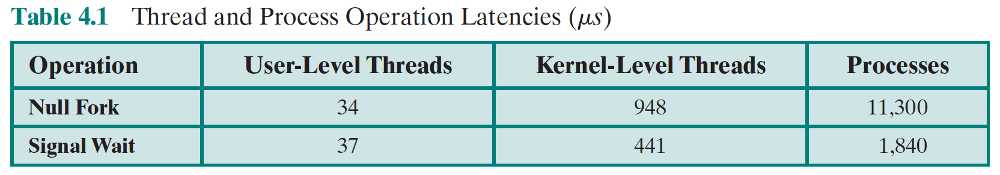 Table 4.1 Thread and Process Operation Latencies (μs)
Operation User-Level Threads Kernel-Level Threads Processes
Null Fork 34 948 11,300
Signal Wait 37 441 1,840